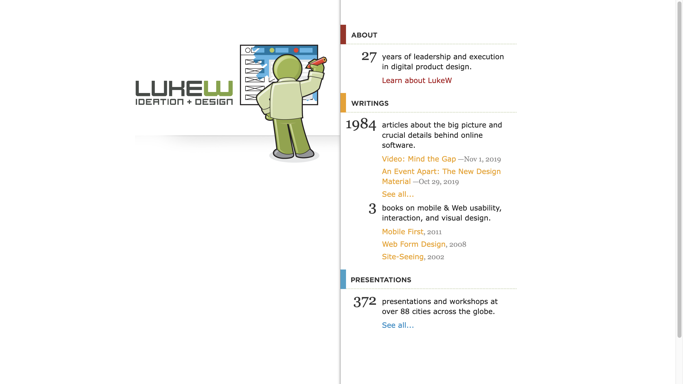 LUKEW
IDEATION + DESIGN
ABOUT
27 years of leadership and execution
in digital product design.
Learn about LukeW
WRITINGS
1984 articles about the big picture and
crucial details behind online
software.
Video: Mind the Gap —Nov 1, 2019
An Event Apart: The New Design
Material —Oct 29, 2019
See all...
3 books on mobile & Web usability,
interaction, and visual design.
Mobile First, 2011
Web Form Design, 2008
Site-Seeing, 2002
PRESENTATIONS
372 presentations and workshops at
over 88 cities across the globe.
See all...